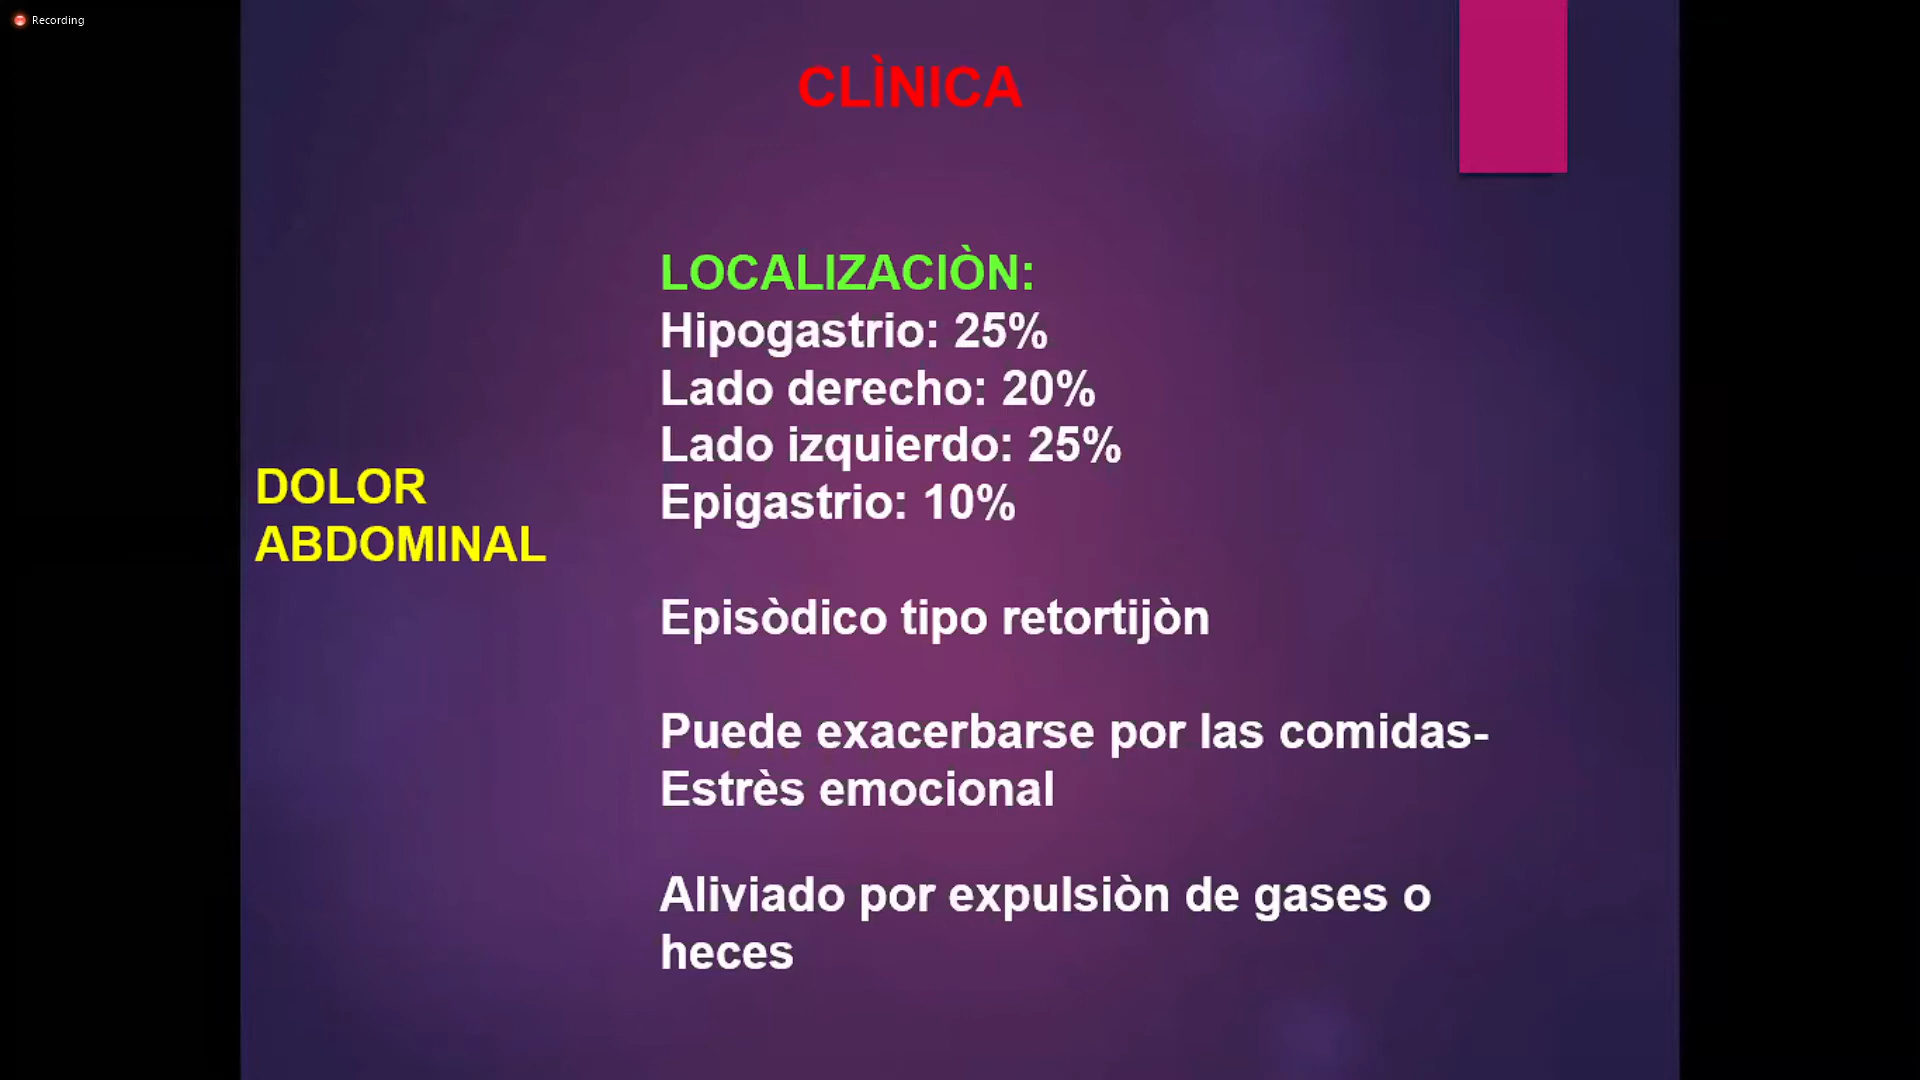 Recording
CLÌNICA
LOCALIZACIÒN:
Hipogastrio: 25%
Lado derecho: 20%
Lado izquierdo: 25%
Epigastrio: 10%
DOLOR
ABDOMINAL
Episòdico tipo retortijòn
Puede exacerbarse por las comidas-
Estrès emocional
Aliviado por expulsiòn de gases o
heces